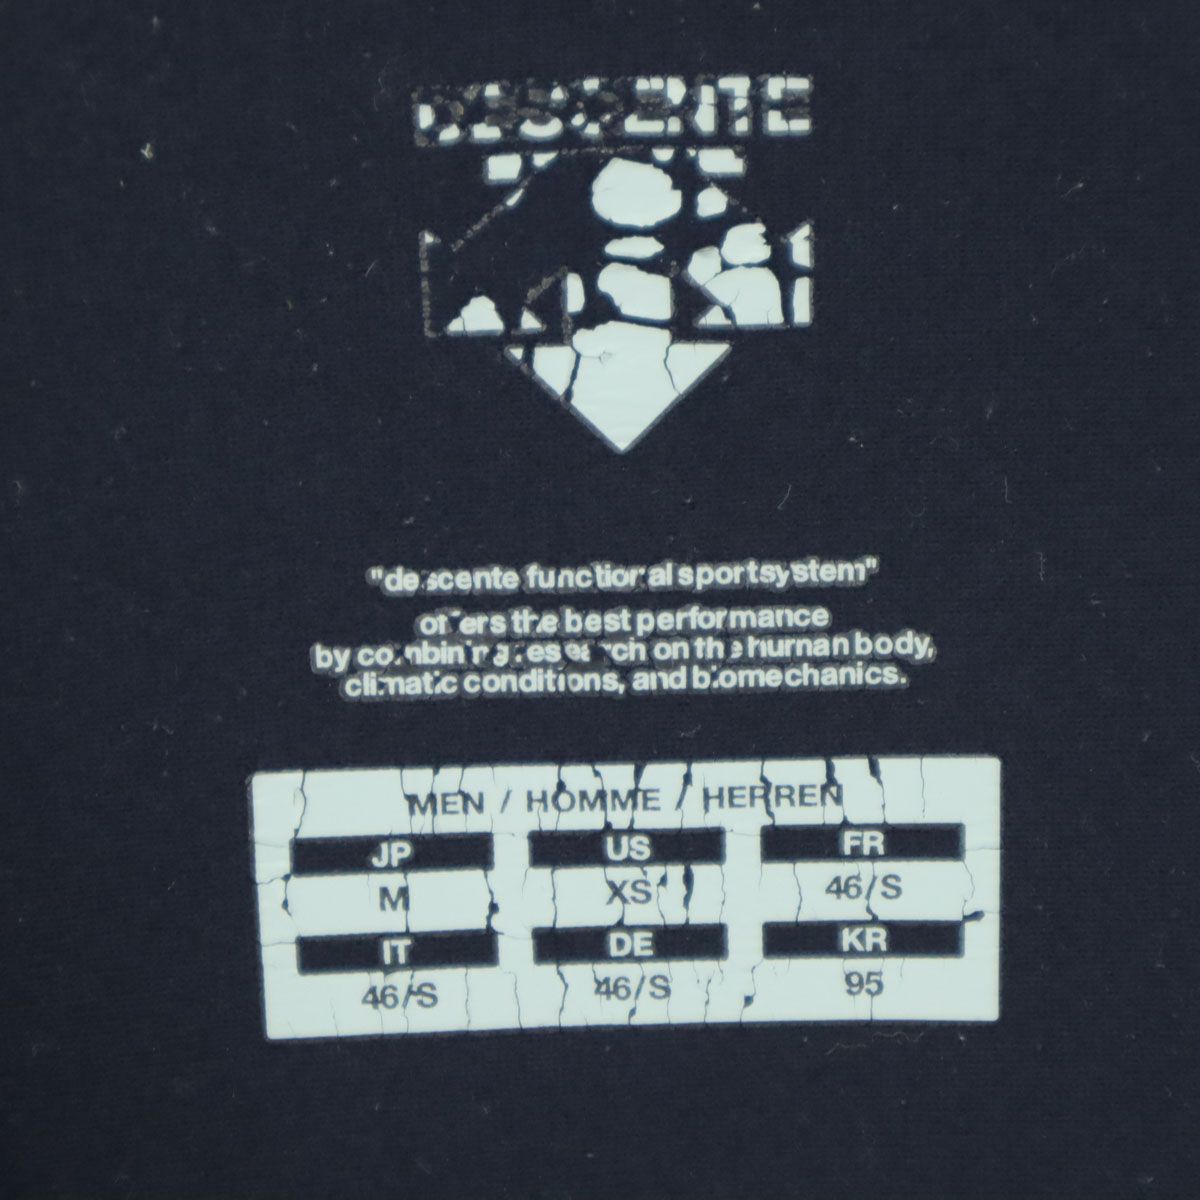 DESCENTE
"descente functional sportsystem"
offers the best performance
by combining research on the human body,
climatic conditions, and biomechanics.
MEN / HOMME / HERREN
JP US FR
M XS 46/S
IT DE KR
46/S 46/S 95